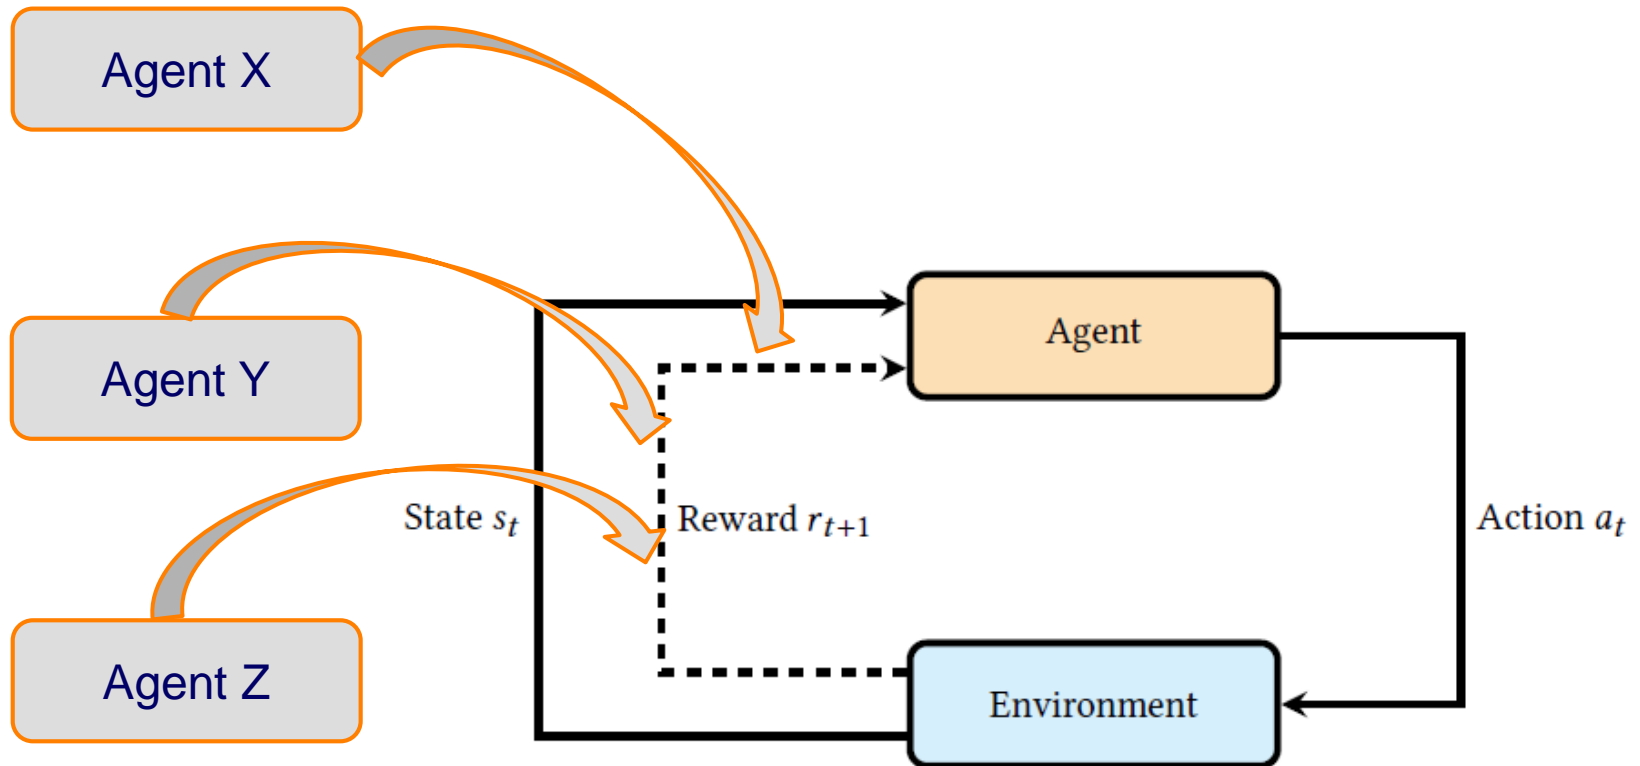 Agent X
Agent
Agent Y
State sₜ
Reward rₜ₊₁
Action aₜ
Agent Z
Environment